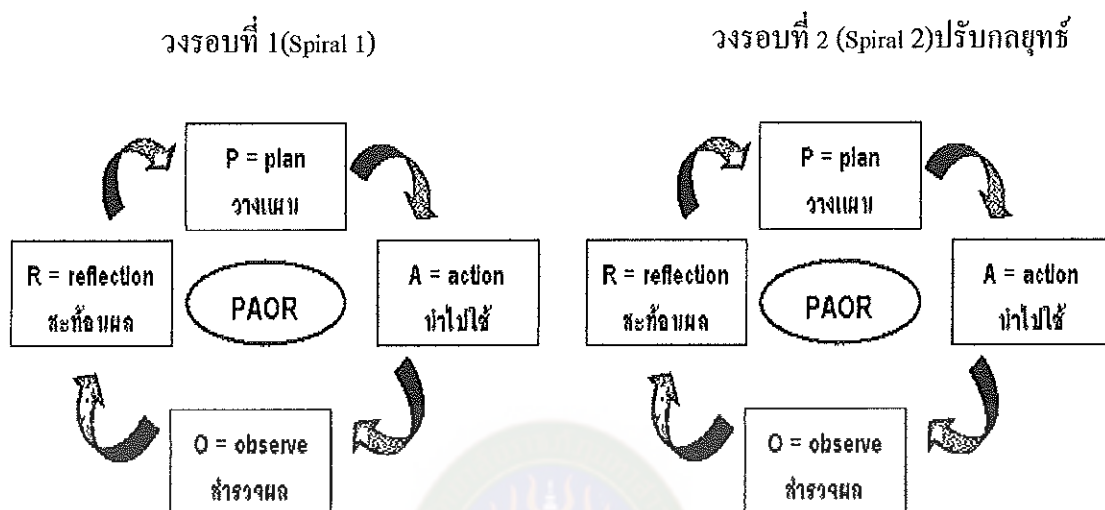 วงรอบที่ 1(Spiral 1)
P = plan
วางแผน
R = reflection
สะท้อนผล
PAOR
A = action
นำไปใช้
O = observe
สำรวจผล
วงรอบที่ 2 (Spiral 2)ปรับกลยุทธ์
P = plan
วางแผน
R = reflection
สะท้อนผล
PAOR
A = action
นำไปใช้
O = observe
สำรวจผล